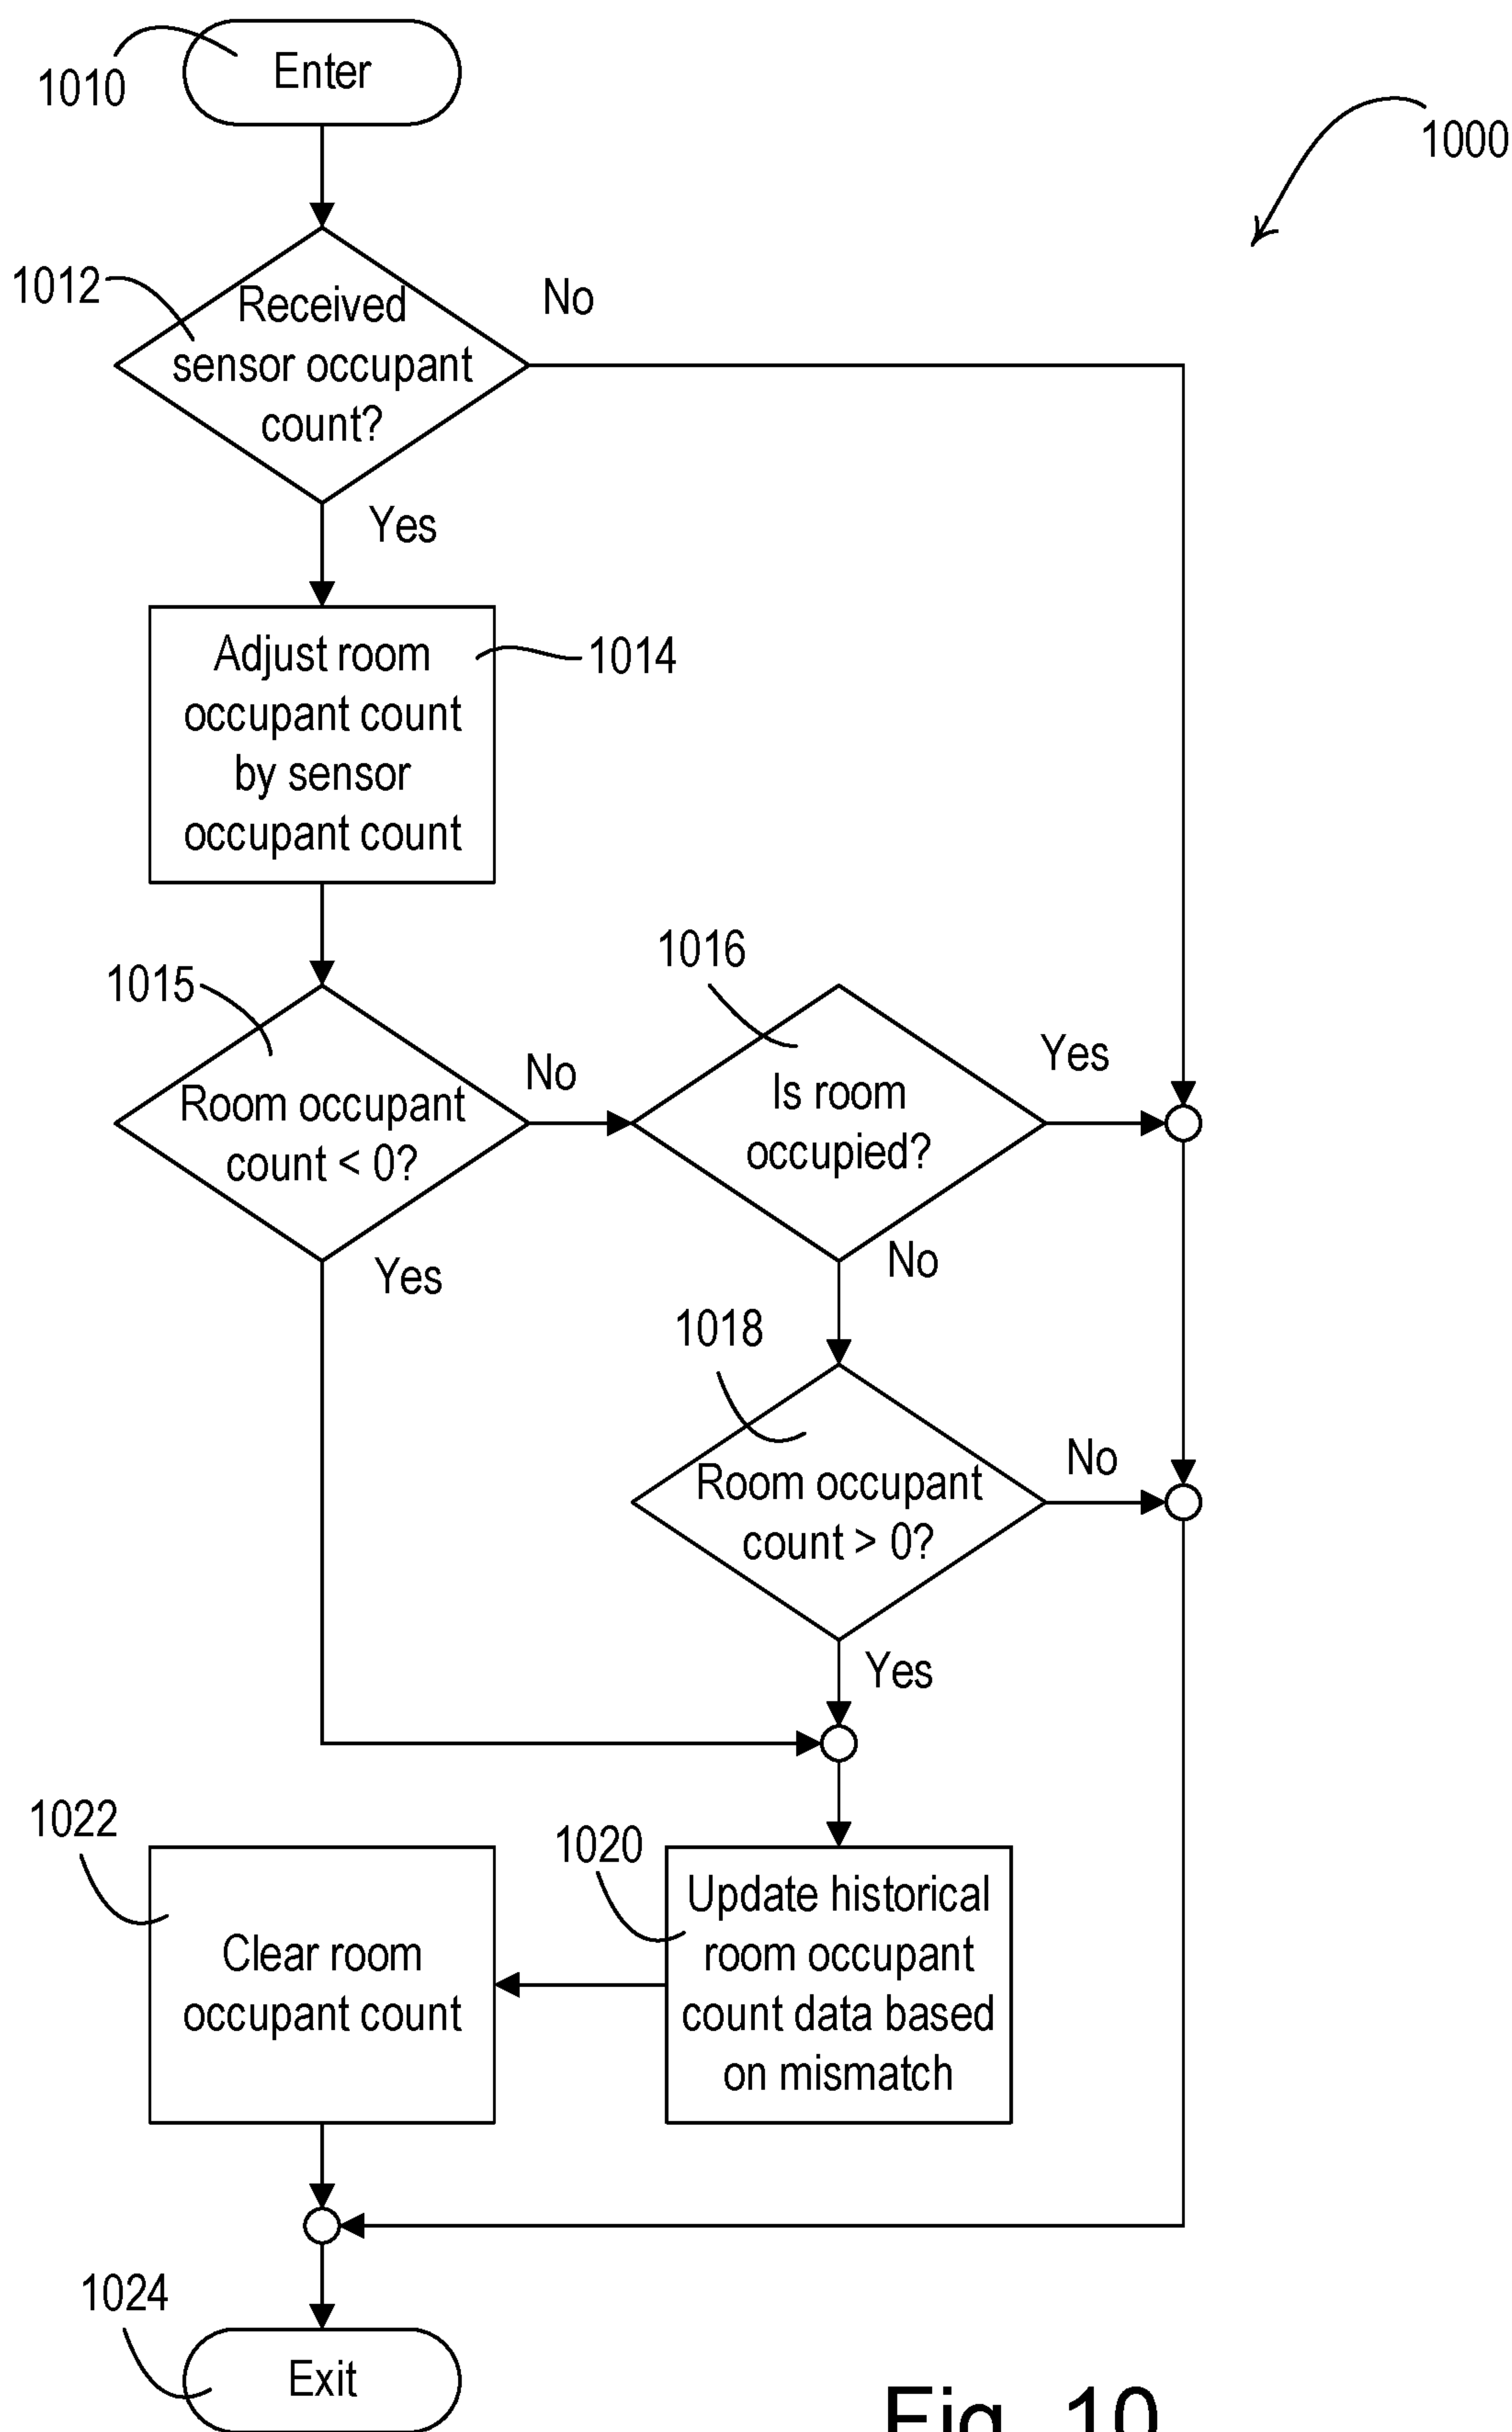 Enter
1010
1000
1012
Received
sensor occupant
count?
No
Yes
Adjust room
occupant count
by sensor
occupant count
1014
1015
Room occupant
count < 0?
No
Yes
1016
Is room
occupied?
Yes
No
1018
Room occupant
count > 0?
No
Yes
1020
Update historical
room occupant
count data based
on mismatch
1022
Clear room
occupant count
1024
Exit
Fig. 10